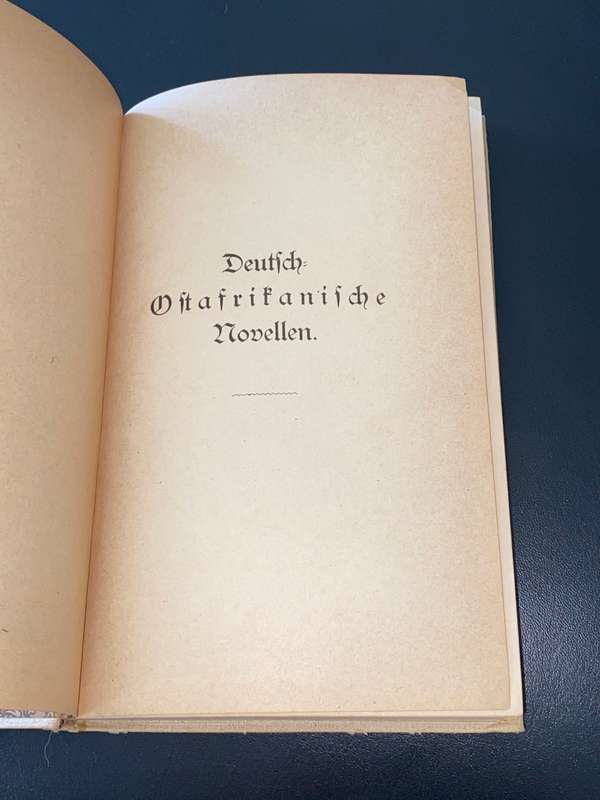 Deutſch-
Oſtafrikaniſche
Novellen.